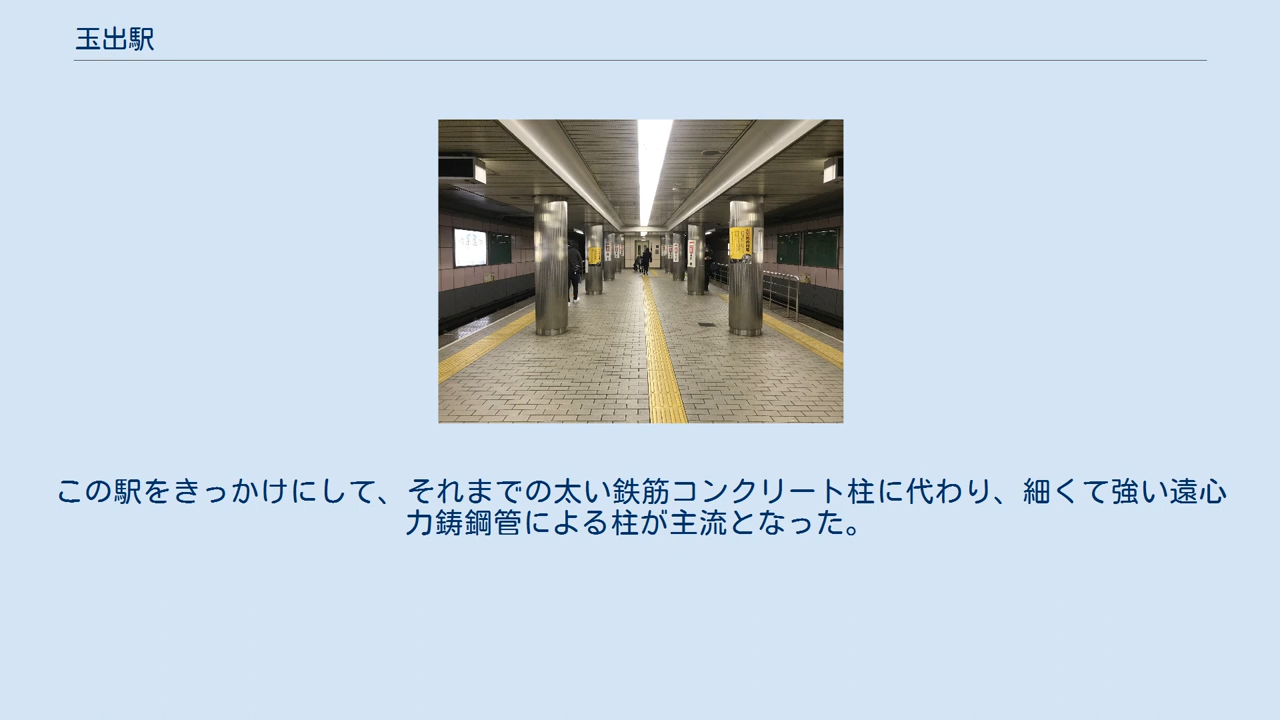 玉出駅
この駅をきっかけにして、それまでの太い鉄筋コンクリート柱に代わり、細くて強い遠心
力鋳鋼管による柱が主流となった。